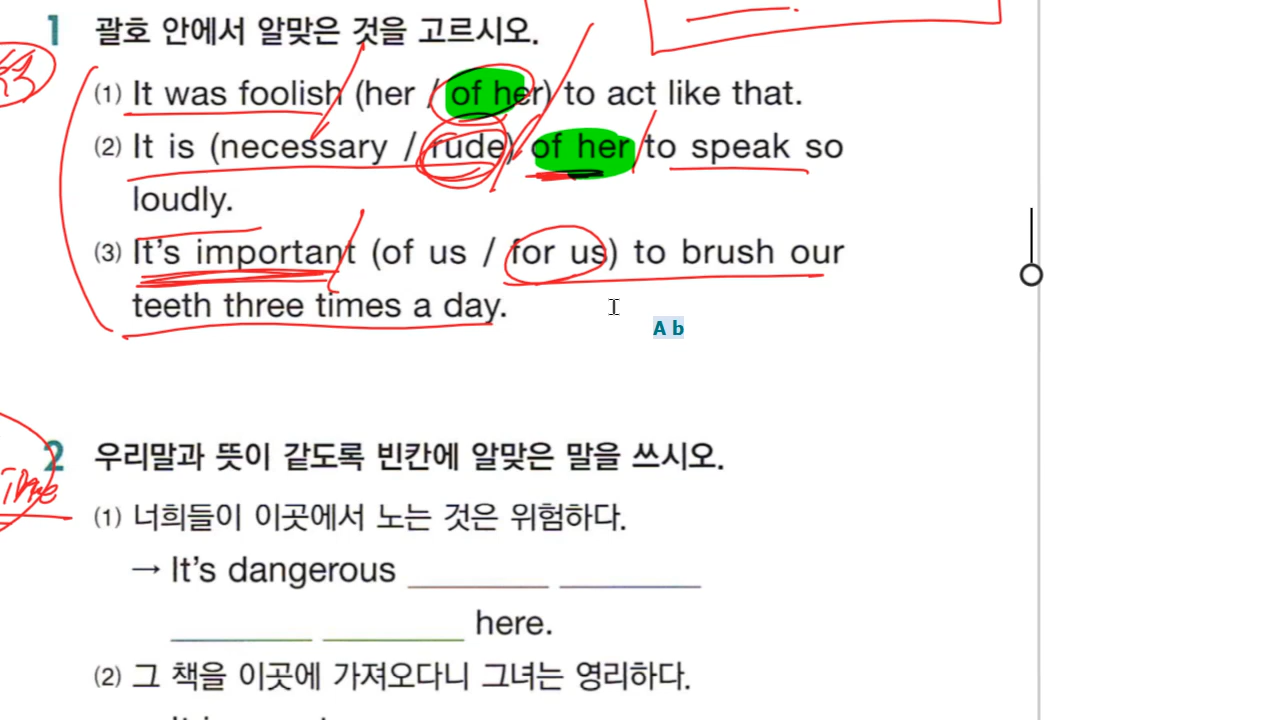 1 괄호 안에서 알맞은 것을 고르시오.
(1) It was foolish (her / of her) to act like that.
(2) It is (necessary / rude) of her to speak so
loudly.
(3) It's important (of us / for us) to brush our
teeth three times a day.
A b
2 우리말과 뜻이 같도록 빈칸에 알맞은 말을 쓰시오.
(1) 너희들이 이곳에서 노는 것은 위험하다.
→ It's dangerous
here.
(2) 그 책을 이곳에 가져오다니 그녀는 영리하다.